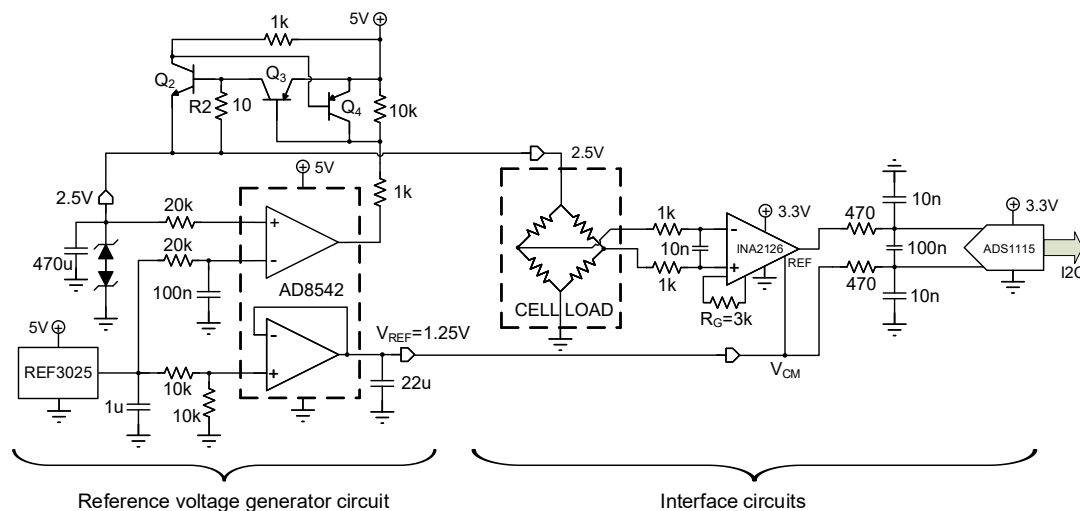 1k
5V
Q2
Q3
R2
10
Q4
10k
2.5V
5V
2.5V
1k
20k
20k
470u
100n
AD8542
5V
REF3025
VREF=1.25V
10k
1u
10k
22u
1k
10n
1k
3.3V
INA2126
REF
RG=3k
CELL LOAD
VCM
470
470
10n
100n
10n
3.3V
ADS1115
I2C
+
-
-
+
-
+
Reference voltage generator circuit
Interface circuits